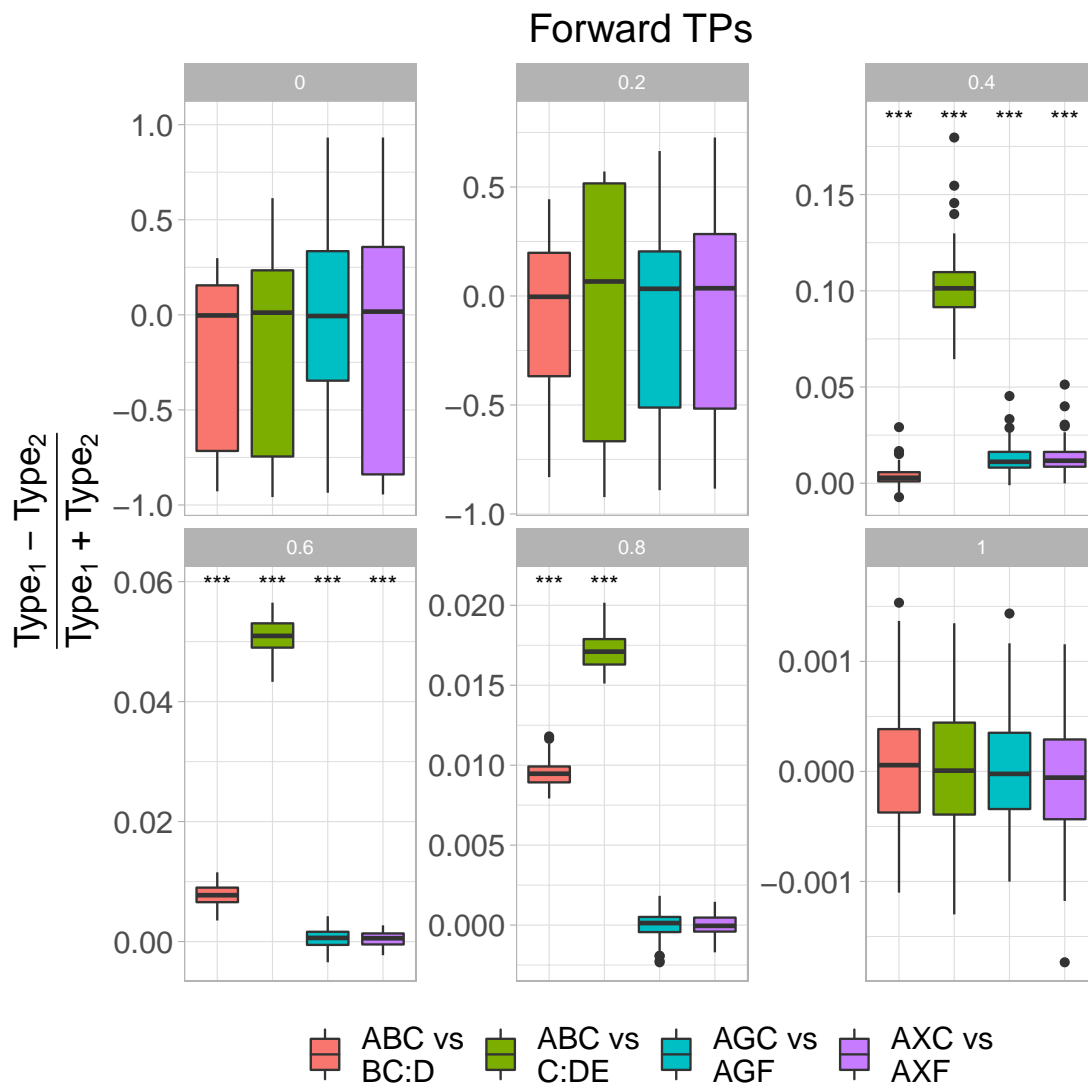 Forward TPs
0
0.2
0.4
1.0
0.5
0.0
−0.5
−1.0
0.5
0.0
−0.5
−1.0
*** *** *** ***
0.15
0.10
0.05
0.00
Type₁ − Type₂
Type₁ + Type₂
0.6
0.8
1
*** *** *** ***
0.06
0.04
0.02
0.00
*** ***
0.020
0.015
0.010
0.005
0.000
0.001
0.000
−0.001
ABC vs
BC:D
ABC vs
C:DE
AGC vs
AGF
AXC vs
AXF